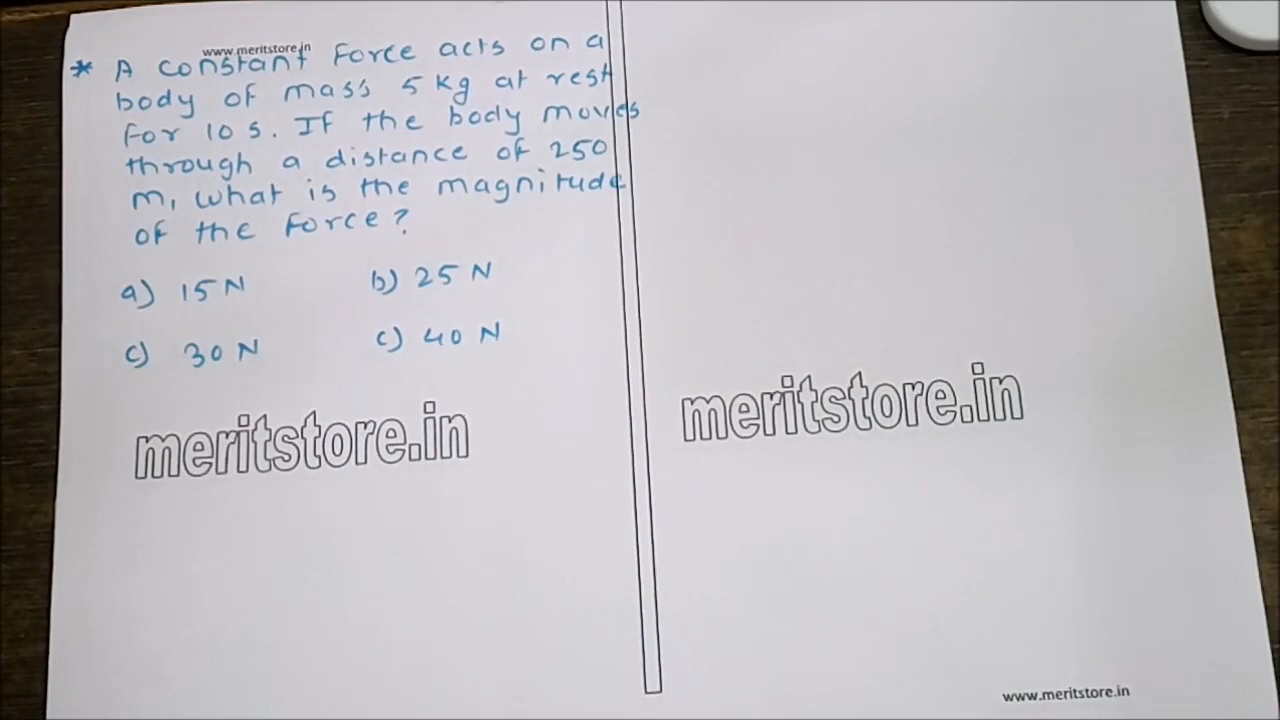 www.meritstore.in
* A constant Force acts on a
body of mass 5 Kg at rest
For 10 s. If the body moves
through a distance of 250
m, what is the magnitude
of the Force?
a) 15 N b) 25 N
c) 30 N c) 40 N
meritstore.in
meritstore.in
www.meritstore.in